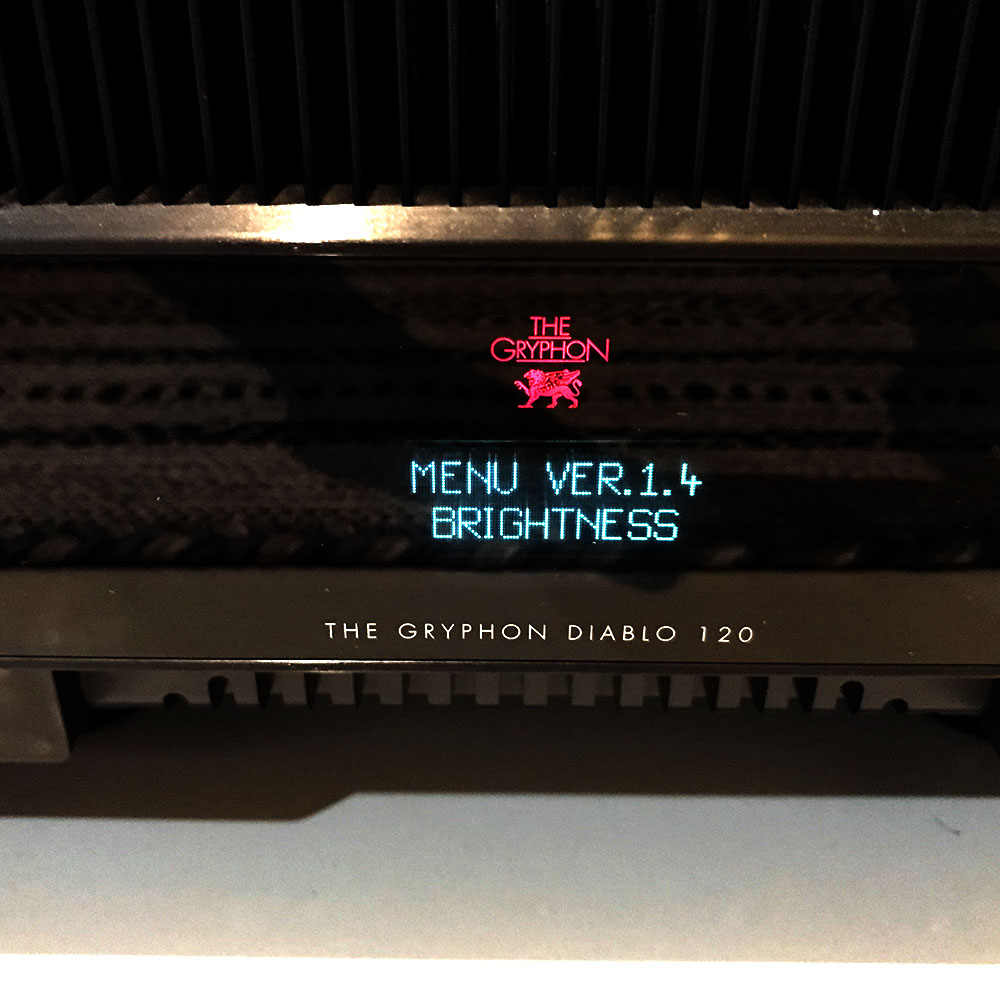 THE
GRYPHON
MENU VER.1.4
BRIGHTNESS
THE GRYPHON DIABLO 120